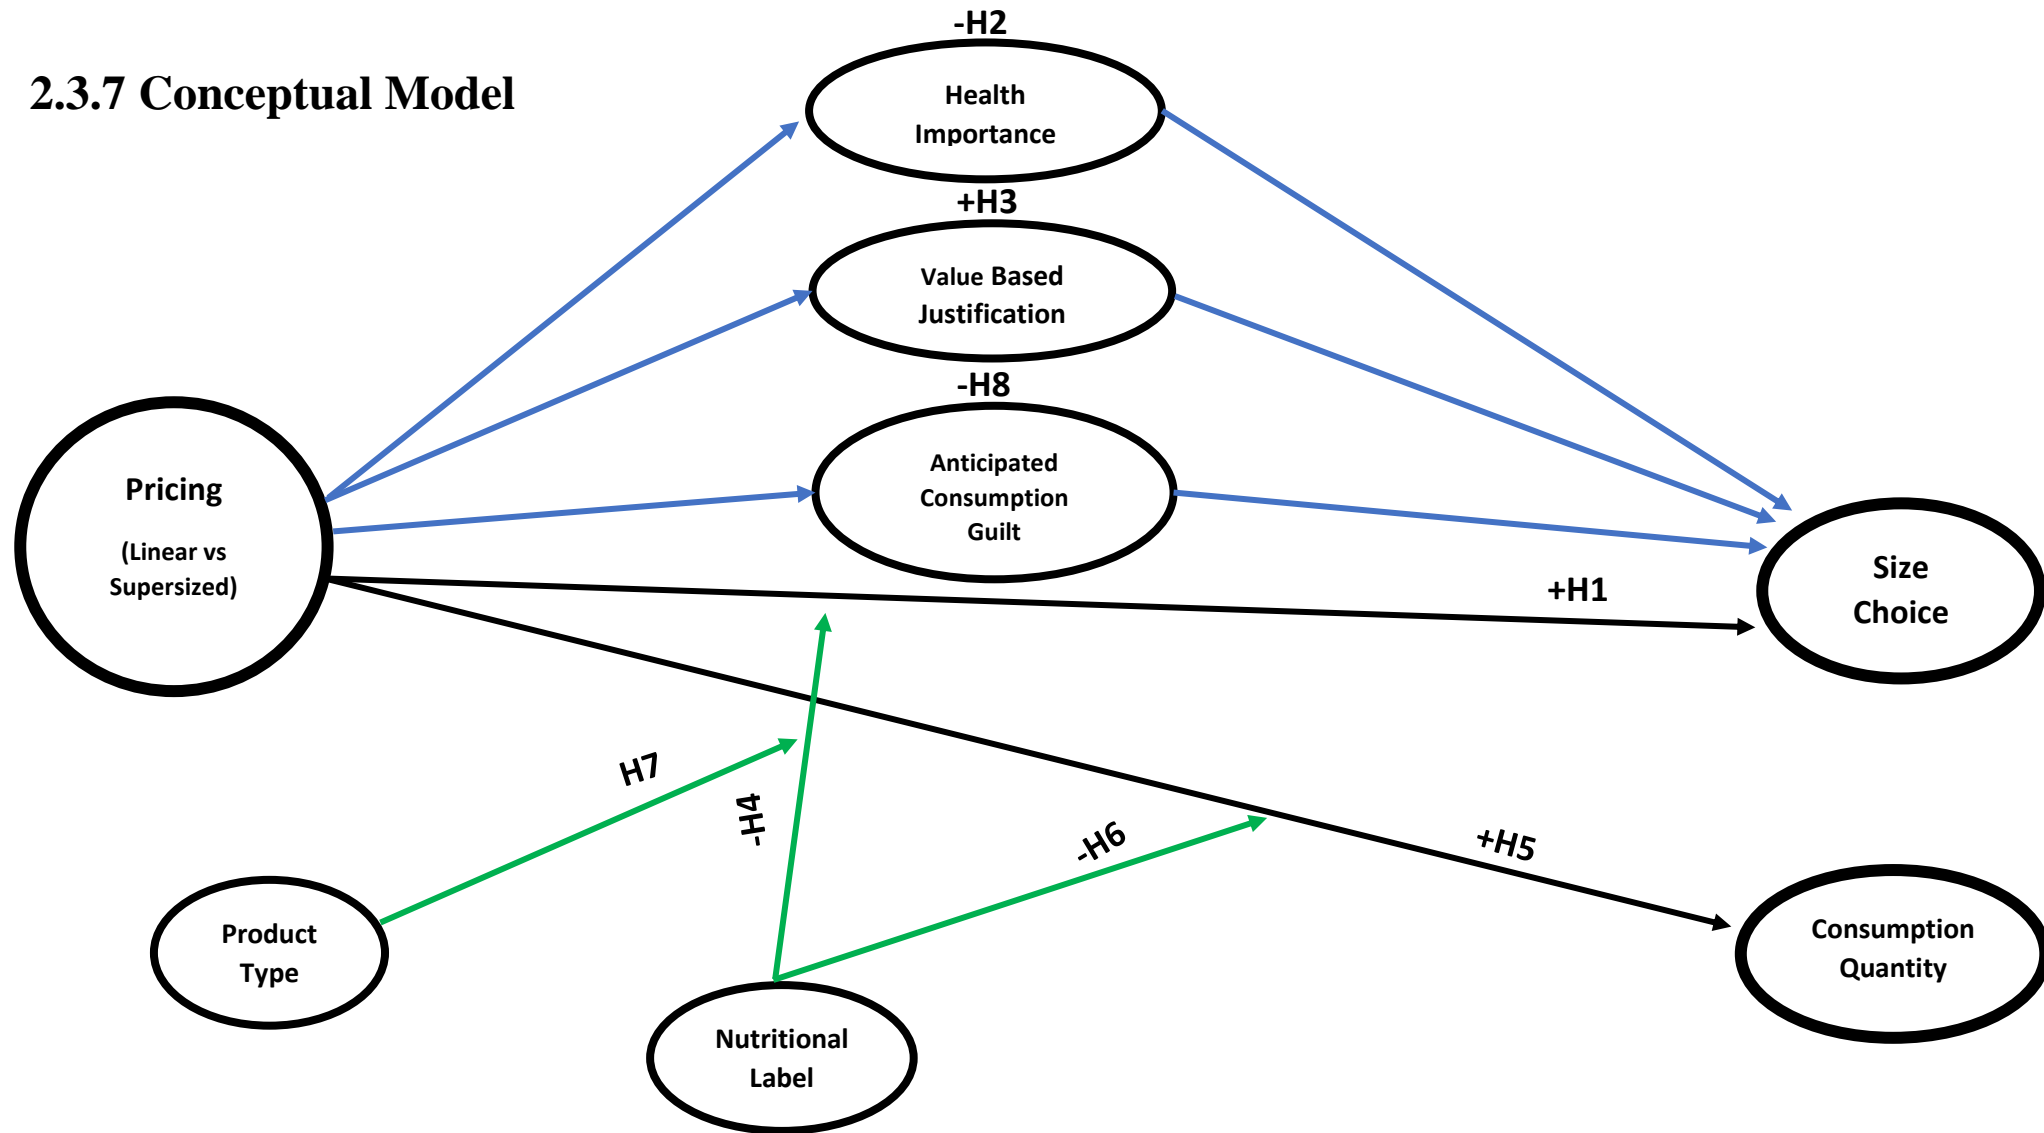 2.3.7 Conceptual Model
-H2
Health
Importance
+H3
Value Based
Justification
-H8
Anticipated
Consumption
Guilt
Pricing
(Linear vs
Supersized)
+H1
Size
Choice
H7
-H4
-H6
+H5
Product
Type
Nutritional
Label
Consumption
Quantity